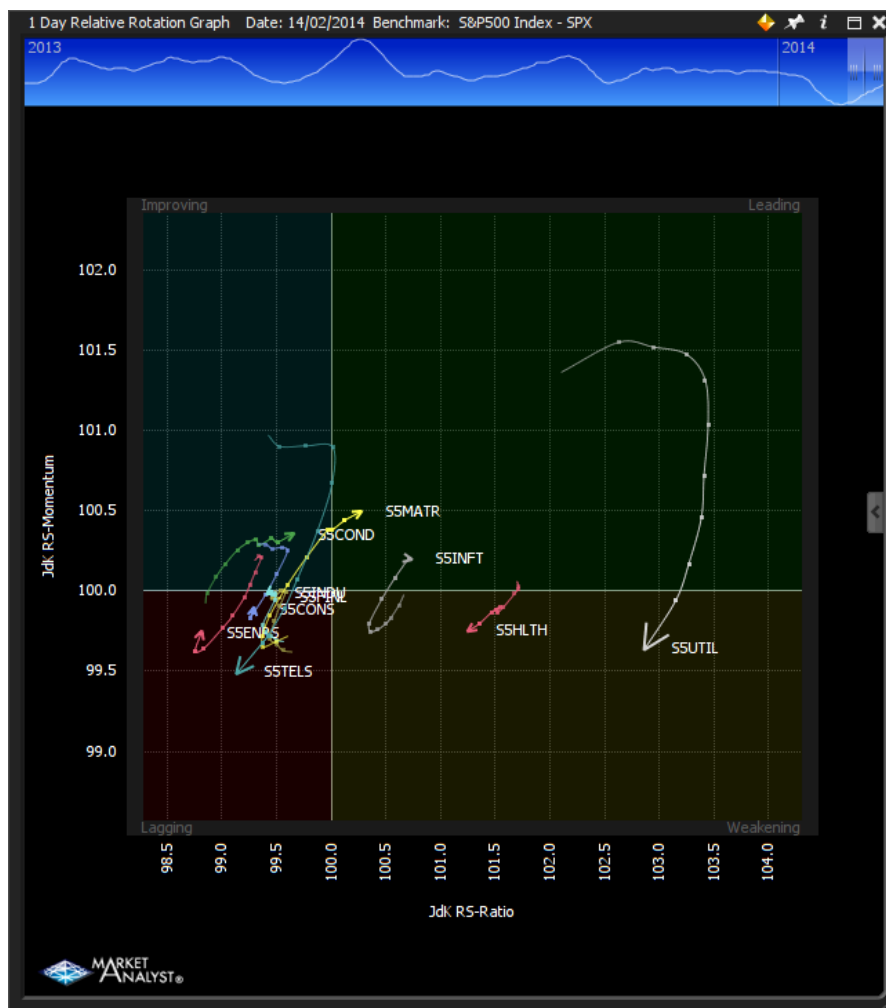 1 Day Relative Rotation Graph Date: 14/02/2014 Benchmark: S&P500 Index - SPX
2013
2014
Improving
Leading
102.0
101.5
101.0
100.5
100.0
99.5
99.0
JdK RS-Momentum
S5MATR
S5COND
S5INFT
S5INDU
S5FINL
S5CONS
S5ENRS
S5HLTH
S5UTIL
S5TELS
Lagging
Weakening
98.5
99.0
99.5
100.0
100.5
101.0
101.5
102.0
102.5
103.0
103.5
104.0
JdK RS-Ratio
MARKET
ANALYST®